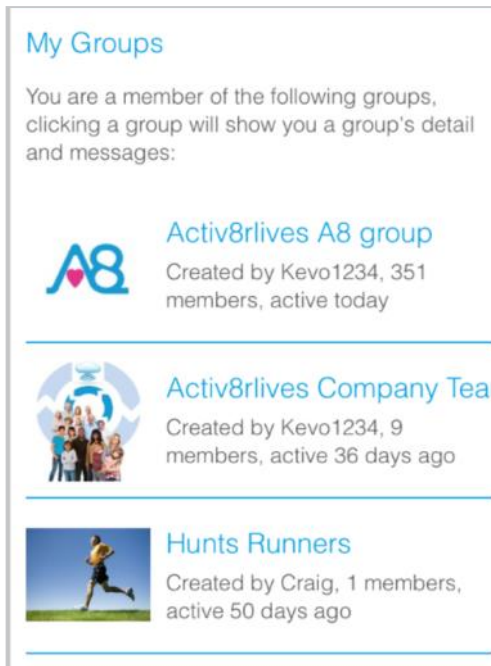 My Groups
You are a member of the following groups,
clicking a group will show you a group's detail
and messages:
A8
Activ8rlives A8 group
Created by Kevo1234, 351
members, active today
Activ8rlives Company Tea
Created by Kevo1234, 9
members, active 36 days ago
Hunts Runners
Created by Craig, 1 members,
active 50 days ago